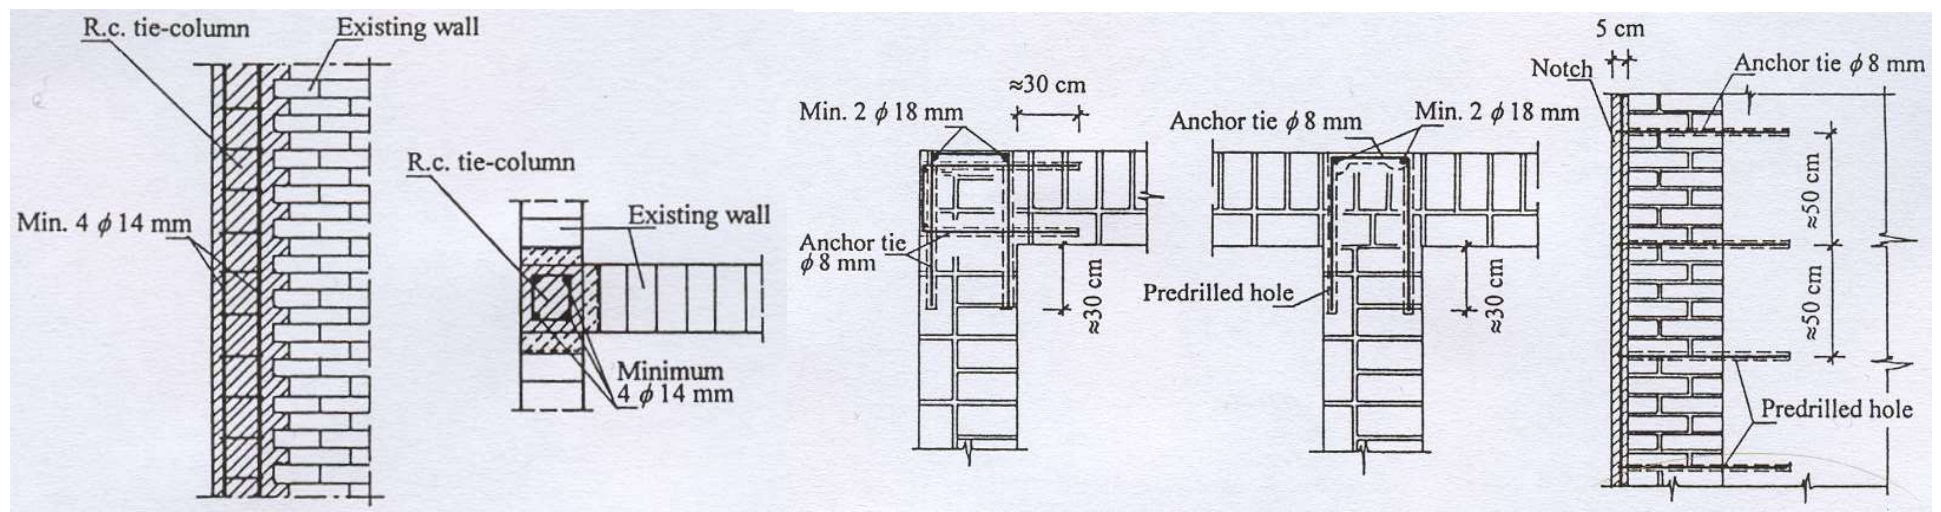 R.c. tie-column
Existing wall
Min. 4 ϕ 14 mm
R.c. tie-column
Existing wall
Minimum
4 ϕ 14 mm
≈30 cm
Min. 2 ϕ 18 mm
Anchor tie
ϕ 8 mm
≈30 cm
Anchor tie ϕ 8 mm
Min. 2 ϕ 18 mm
Predrilled hole
≈30 cm
5 cm
Notch
Anchor tie ϕ 8 mm
≈50 cm
≈50 cm
Predrilled hole